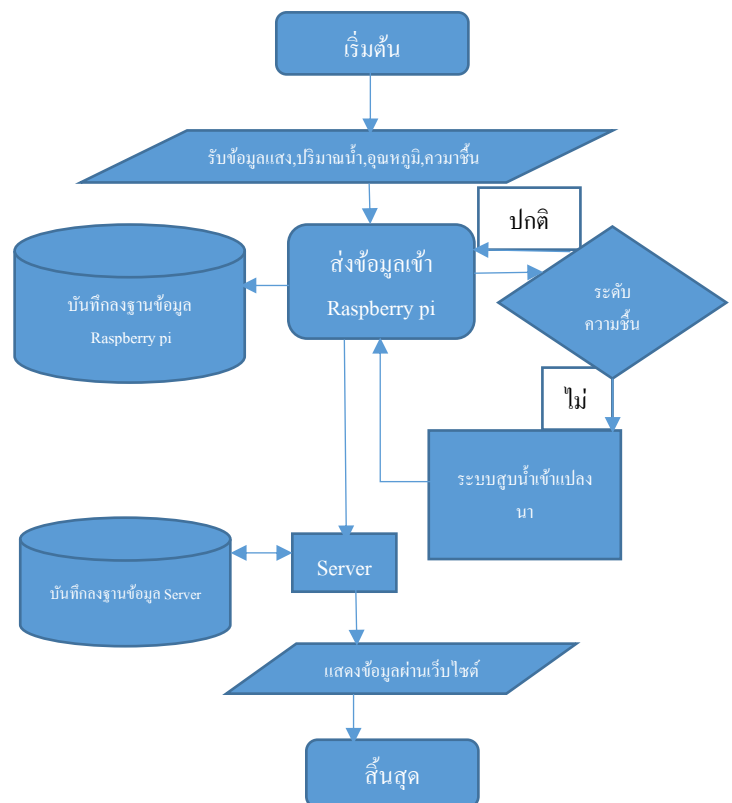 เริ่มต้น
รับข้อมูลแสง,ปริมาณน้ำ,อุณหภูมิ,ควมาชื้น
ปกติ
ส่งข้อมูลเข้า
Raspberry pi
ระดับ
ความชื้น
บันทึกลงฐานข้อมูล
Raspberry pi
ไม่
ระบบสูบน้ำเข้าแปลง
นา
Server
บันทึกลงฐานข้อมูล Server
แสดงข้อมูลผ่านเว็บไซต์
สิ้นสุด